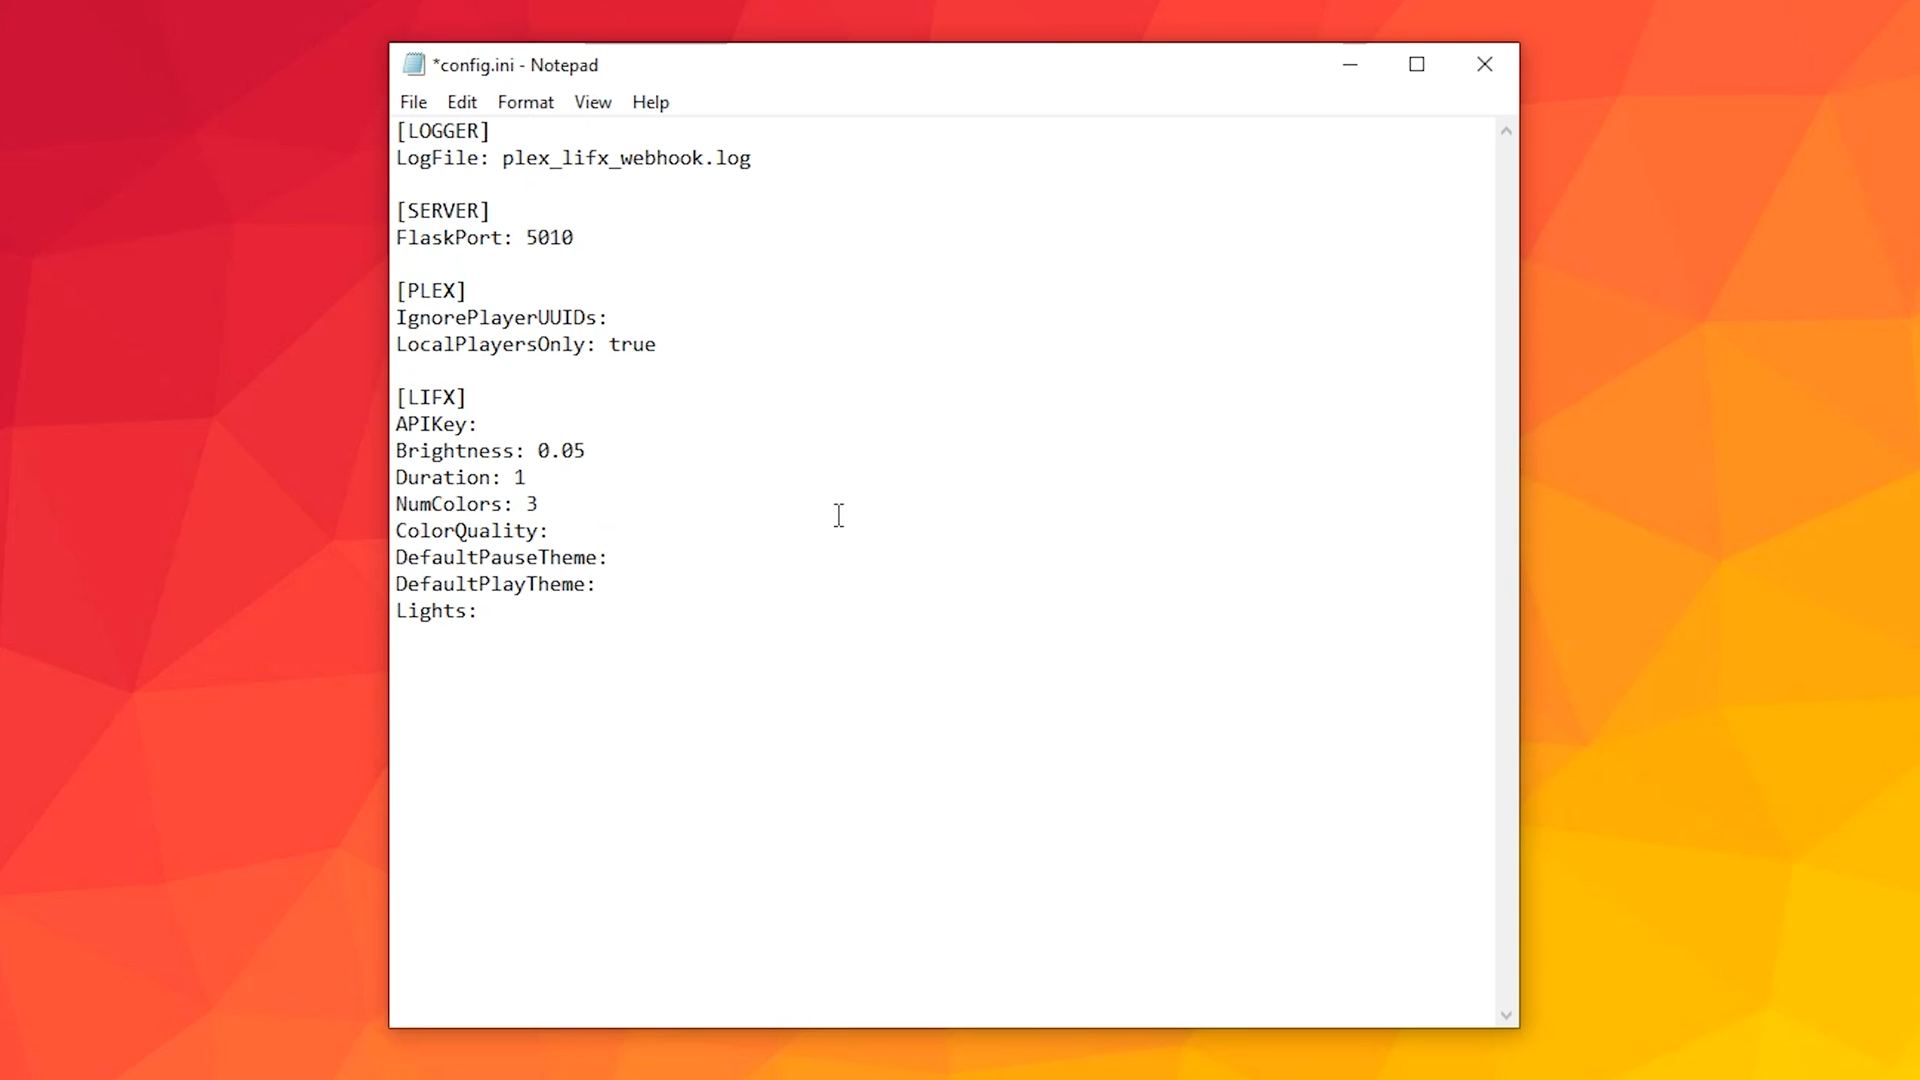 *config.ini - Notepad
File Edit Format View Help
[LOGGER]
LogFile: plex_lifx_webhook.log
[SERVER]
FlaskPort: 5010
[PLEX]
IgnorePlayerUUIDs:
LocalPlayersOnly: true
[LIFX]
APIKey:
Brightness: 0.05
Duration: 1
NumColors: 3
ColorQuality:
DefaultPauseTheme:
DefaultPlayTheme:
Lights: